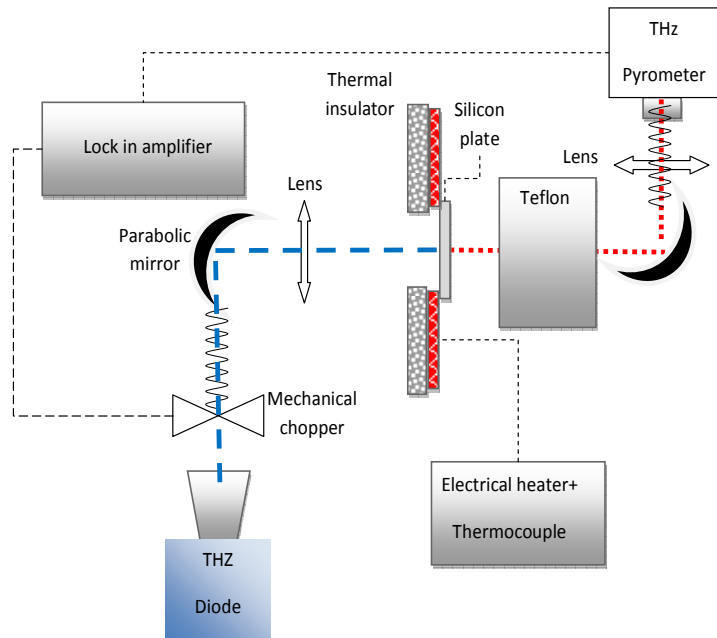 THz
Pyrometer
Thermal
insulator
Silicon
plate
Lock in amplifier
Lens
Lens
Teflon
Parabolic
mirror
Mechanical
chopper
Electrical heater+
Thermocouple
THZ
Diode